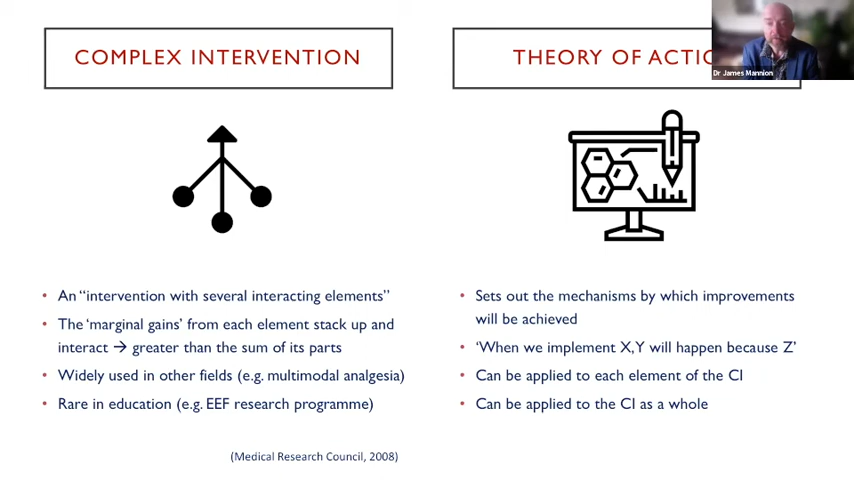 COMPLEX INTERVENTION
• An “intervention with several interacting elements”
• The ‘marginal gains’ from each element stack up and
interact → greater than the sum of its parts
• Widely used in other fields (e.g. multimodal analgesia)
• Rare in education (e.g. EEF research programme)
(Medical Research Council, 2008)
THEORY OF ACTIO
• Sets out the mechanisms by which improvements
will be achieved
• ‘When we implement X, Y will happen because Z’
• Can be applied to each element of the CI
• Can be applied to the CI as a whole
Dr James Mannion